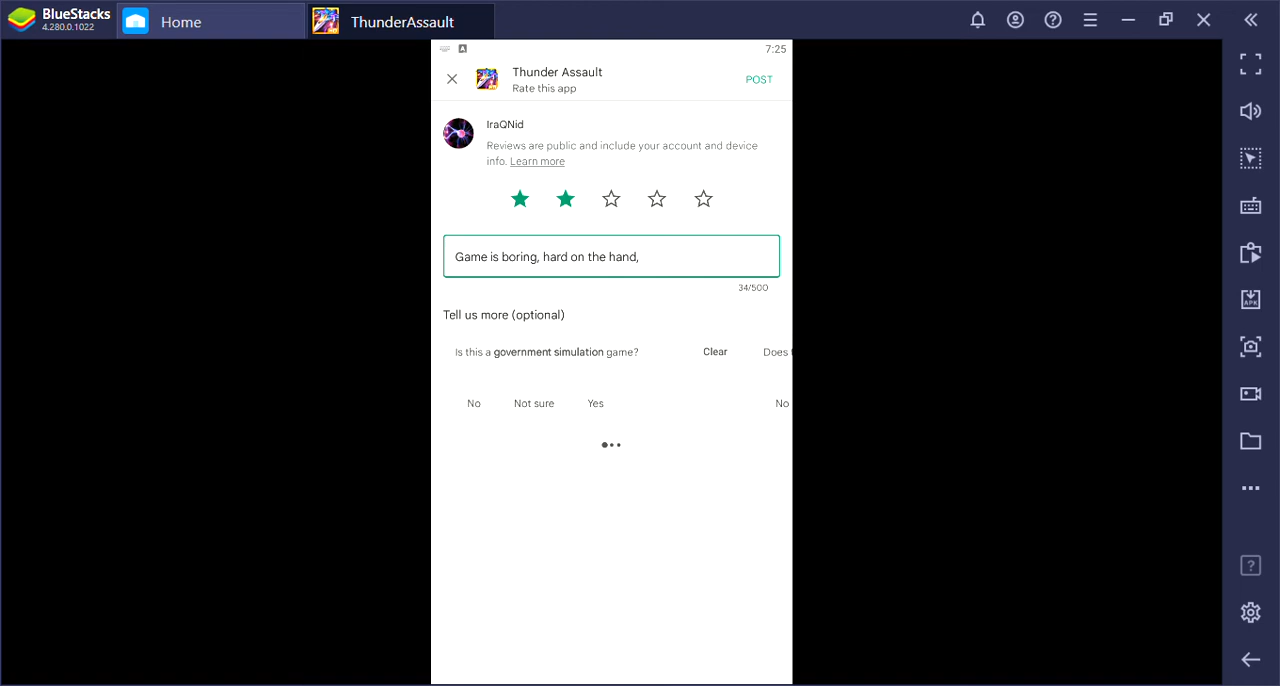 BlueStacks
4.280.0.1022
Home
ThunderAssault
7:25
Thunder Assault
Rate this app
POST
IraQNid
Reviews are public and include your account and device
info. Learn more
Game is boring, hard on the hand,
34/500
Tell us more (optional)
Is this a government simulation game?
Clear
Does
No
Not sure
Yes
No
APK